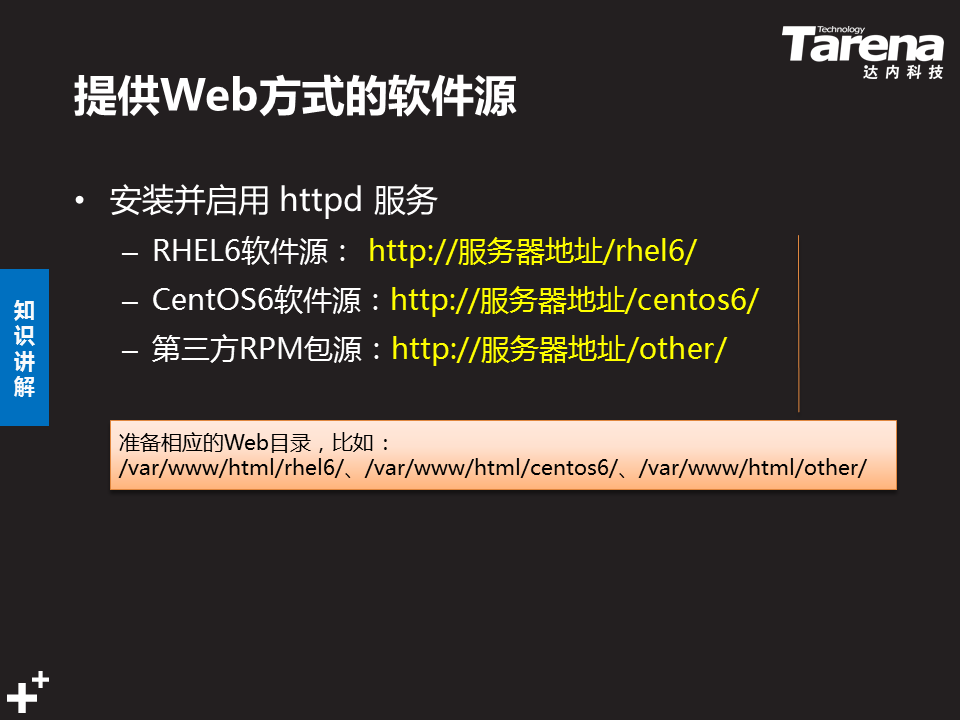 Technology
Tarena
达内科技
提供Web方式的软件源
• 安装并启用 httpd 服务
– RHEL6软件源： http://服务器地址/rhel6/
– CentOS6软件源：http://服务器地址/centos6/
– 第三方RPM包源：http://服务器地址/other/
知识讲解
准备相应的Web目录，比如：
/var/www/html/rhel6/、/var/www/html/centos6/、/var/www/html/other/